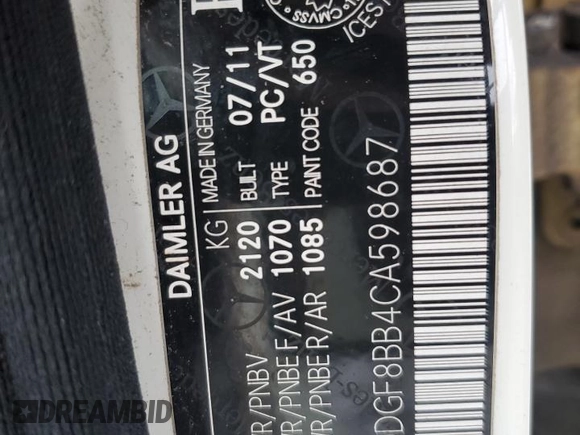 DAIMLER AG
KG MADE IN GERMANY
/PNBV 2120 BUILT 07/11
/PNBE F/AV 1070 TYPE PC/VT
/PNBE R/AR 1085 PAINT CODE 650
DGF8BB4CA598687
CMVSS
DREAMBID